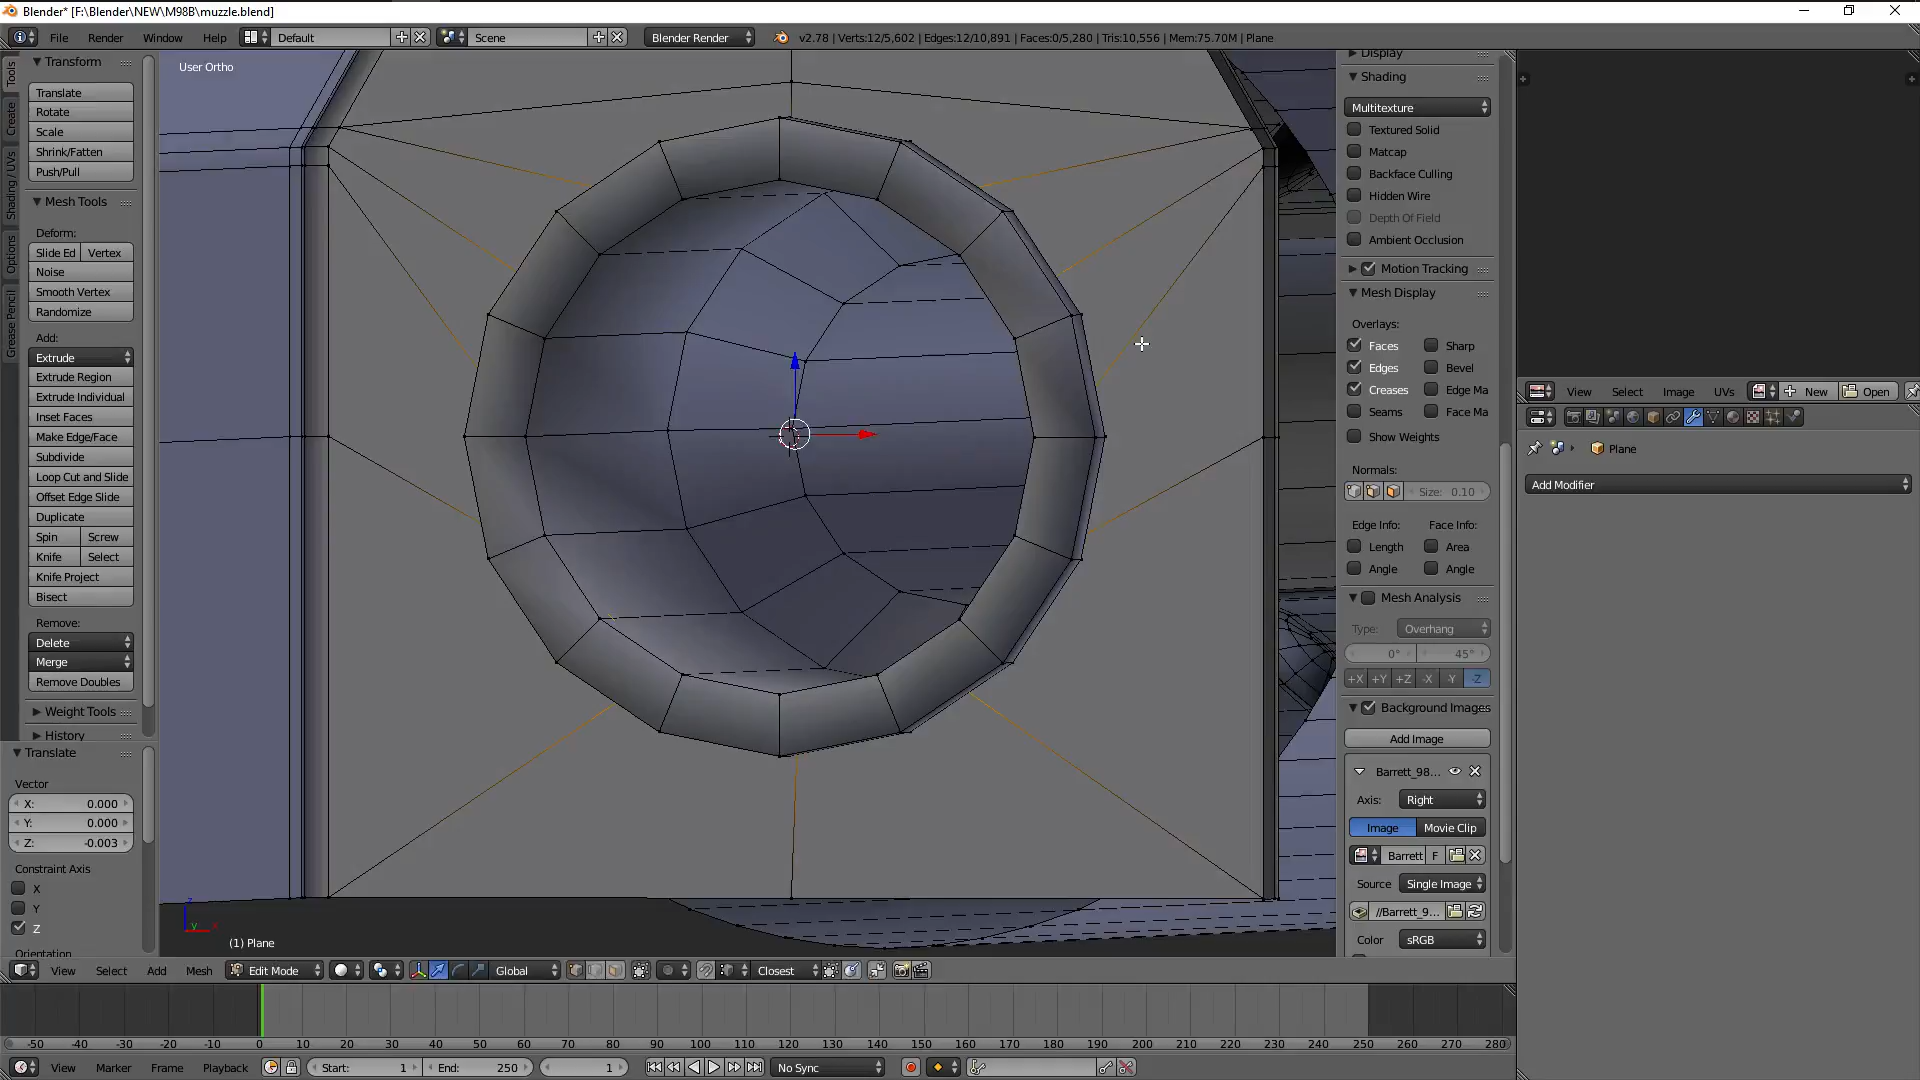 Blender* [F:\Blender\NEW\M98B\muzzle.blend]
File Render Window Help Default Scene Blender Render v2.78 | Verts:12/5,602 | Edges:12/10,891 | Faces:0/5,280 | Tris:10,556 | Mem:75.70M | Plane
Tools
Create
Shading / UVs
Options
Grease Pencil
Transform
Translate
Rotate
Scale
Shrink/Fatten
Push/Pull
Mesh Tools
Deform:
Slide Ed Vertex
Noise
Smooth Vertex
Randomize
Add:
Extrude
Extrude Region
Extrude Individual
Inset Faces
Make Edge/Face
Subdivide
Loop Cut and Slide
Offset Edge Slide
Duplicate
Spin Screw
Knife Select
Knife Project
Bisect
Remove:
Delete
Merge
Remove Doubles
Weight Tools
History
Translate
Vector
X: 0.000
Y: 0.000
Z: -0.003
Constraint Axis
X
Y
Z
Orientation
User Ortho
(1) Plane
Display
Shading
Multitexture
Textured Solid
Matcap
Backface Culling
Hidden Wire
Depth Of Field
Ambient Occlusion
Motion Tracking
Mesh Display
Overlays:
Faces Sharp
Edges Bevel
Creases Edge Ma
Seams Face Ma
Show Weights
Normals:
Size: 0.10
Edge Info: Face Info:
Length Area
Angle Angle
Mesh Analysis
Type: Overhang
0° 45°
+X +Y +Z -X -Y -Z
Background Images
Add Image
Barrett_98...
Axis: Right
Image Movie Clip
Barrett F
Source Single Image
//Barrett_9...
Color sRGB
View Select Image UVs New Open
Plane
Add Modifier
View Select Add Mesh Edit Mode Global Closest
-50 -40 -30 -20 -10 0 10 20 30 40 50 60 70 80 90 100 110 120 130 140 150 160 170 180 190 200 210 220 230 240 250 260 270 280
View Marker Frame Playback Start: 1 End: 250 1 No Sync